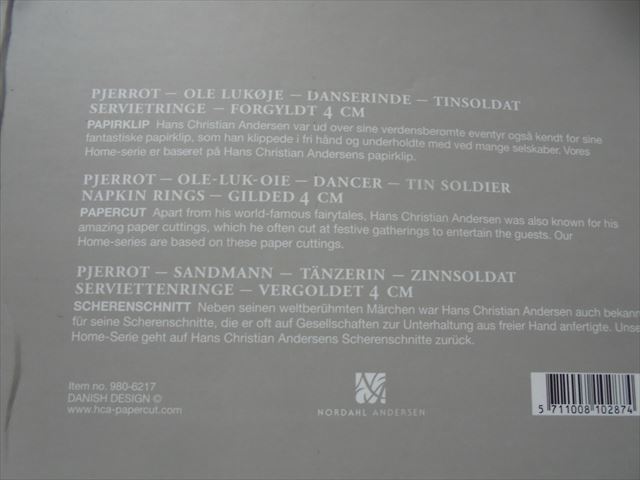 PJERROT – OLE LUKØJE – DANSERINDE – TINSOLDAT
SERVIETRINGE – FORGYLDT 4 CM
PAPIRKLIP Hans Christian Andersen var ud over sine verdensberomte eventyr også kendt for sine
fantastiske papirklip, som han klippede i fri hånd og underholdte med ved mange selskaber. Vores
Home-serie er baseret på Hans Christian Andersens papirklip.
PJERROT – OLE-LUK-OIE – DANCER – TIN SOLDIER
NAPKIN RINGS – GILDED 4 CM
PAPERCUT Apart from his world-famous fairytales, Hans Christian Andersen was also known for his
amazing paper cuttings, which he often cut at festive gatherings to entertain the guests. Our
Home-series are based on these paper cuttings.
PJERROT – SANDMANN – TÄNZERIN – ZINNSOLDAT
SERVIETTENRINGE – VERGOLDET 4 CM
SCHERENSCHNITT Neben seinen weltberühmten Märchen war Hans Christian Andersen auch bekann
für seine Scherenschnitte, die er oft auf Gesellschaften zur Unterhaltung aus freier Hand anfertigte. Unse
Home-Serie geht auf Hans Christian Andersens Scherenschnitte zurück.
Item no. 980-6217
DANISH DESIGN ©
www.hca-papercut.com
NORDAHL ANDERSEN
5 711008 102874